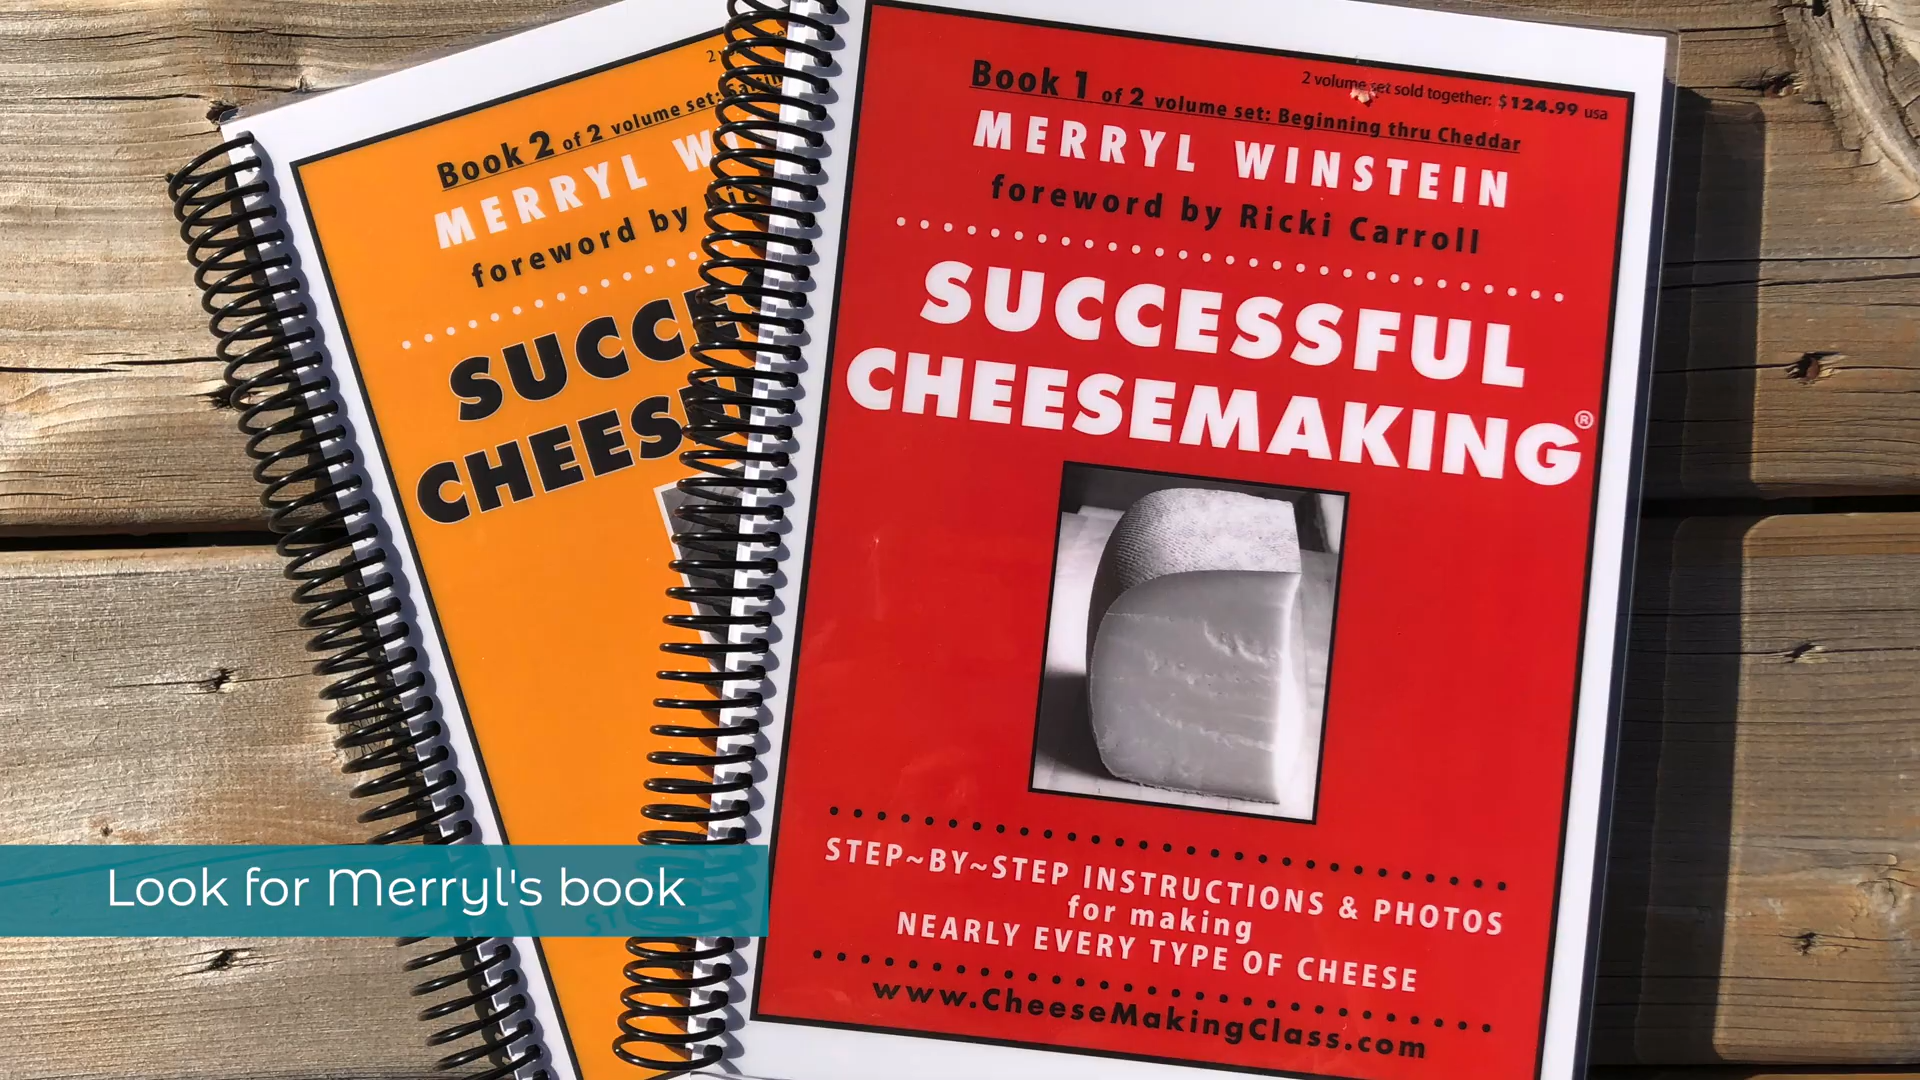 Book 2 of 2 volume set:
MERRYL
foreword by
Book 1 of 2 volume set: Beginning thru Cheddar
2 volume set sold together: $124.99 usa
MERRYL WINSTEIN
foreword by Ricki Carroll
SUCCESSFUL
CHEESEMAKING®
STEP~BY~STEP INSTRUCTIONS & PHOTOS
for making
NEARLY EVERY TYPE OF CHEESE
www.CheeseMakingClass.com
Look for Merryl's book